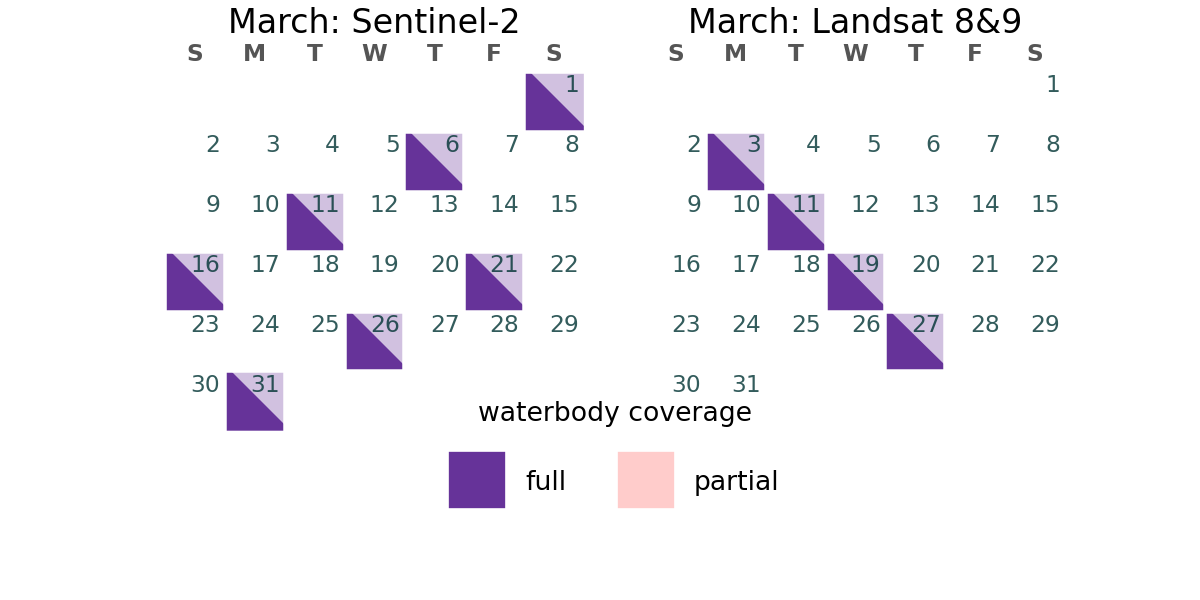 March: Sentinel-2
S M T W T F S
1
2 3 4 5 6 7 8
9 10 11 12 13 14 15
16 17 18 19 20 21 22
23 24 25 26 27 28 29
30 31
March: Landsat 8&9
S M T W T F S
1
2 3 4 5 6 7 8
9 10 11 12 13 14 15
16 17 18 19 20 21 22
23 24 25 26 27 28 29
30 31
waterbody coverage
full partial